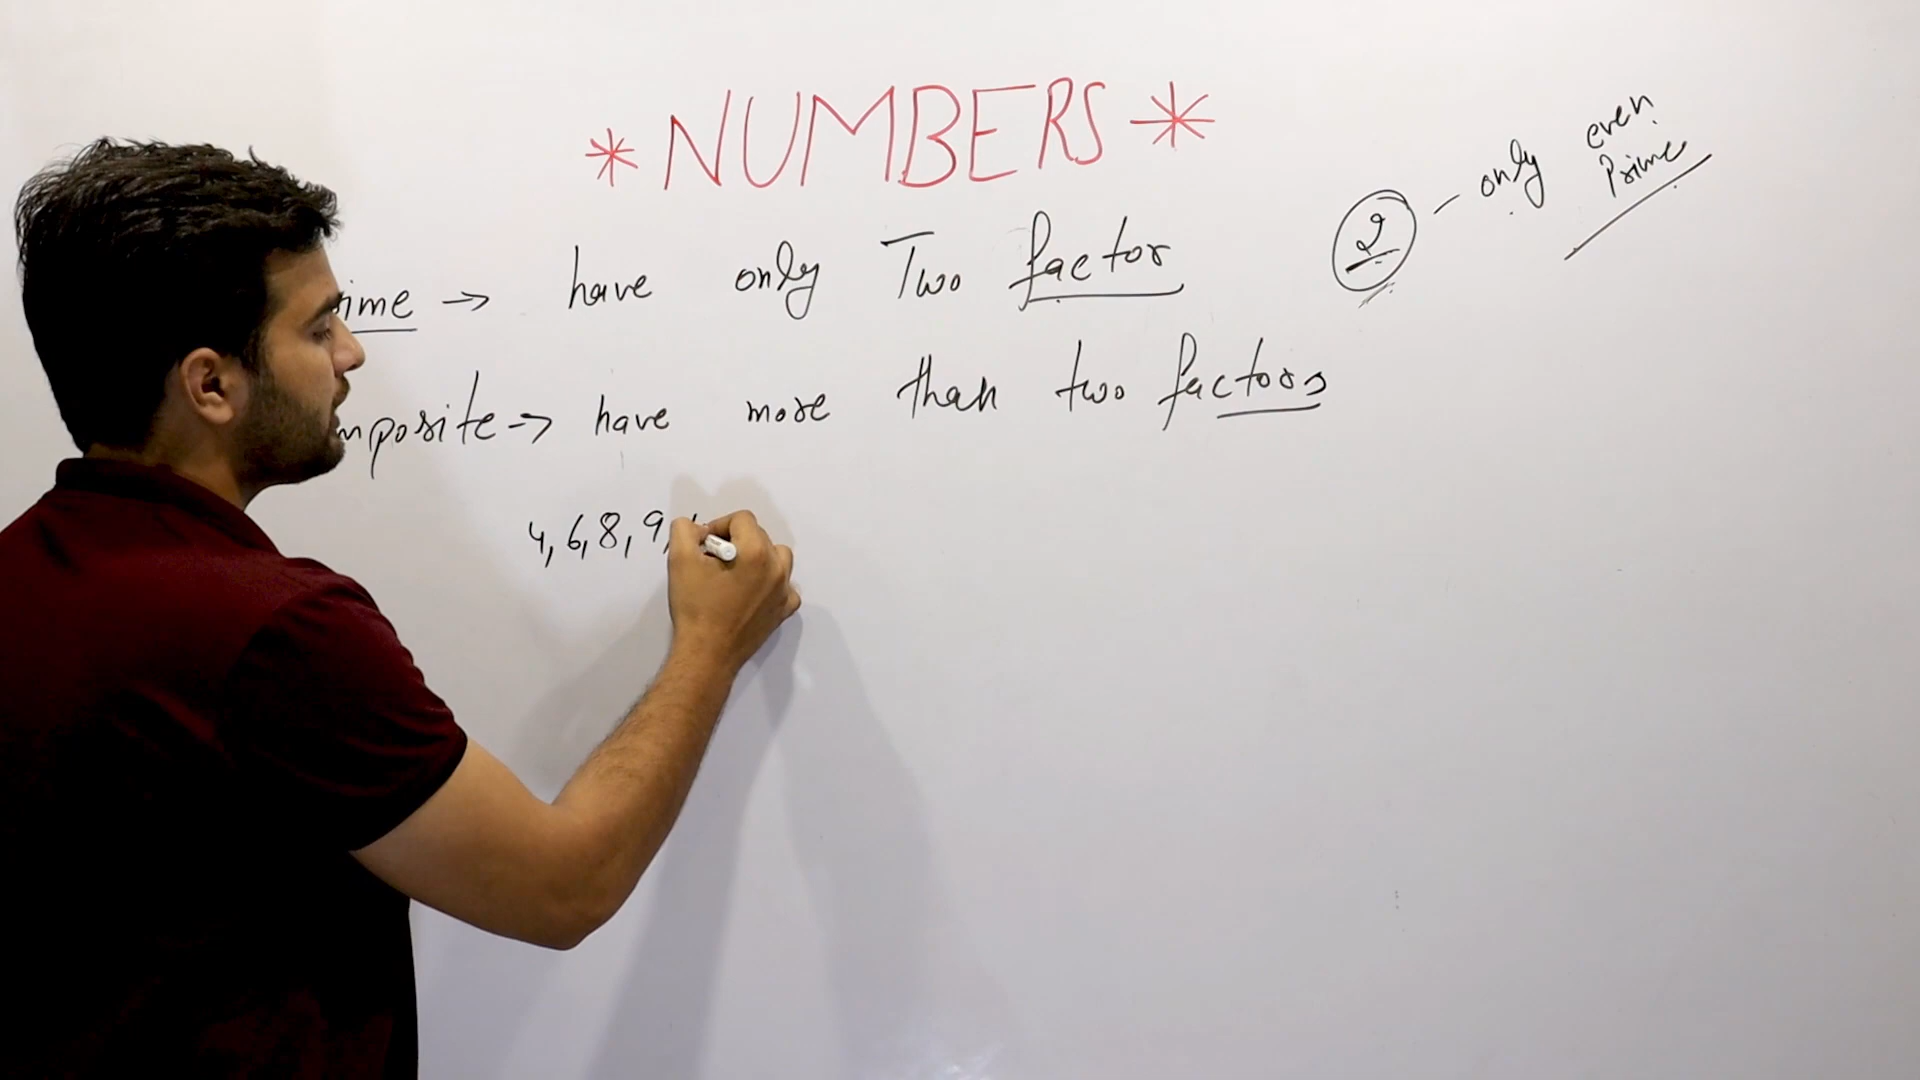 * NUMBERS *
ime → have only Two factor
2 - only even
Prime
mposite → have more than two factors
4, 6, 8, 9,